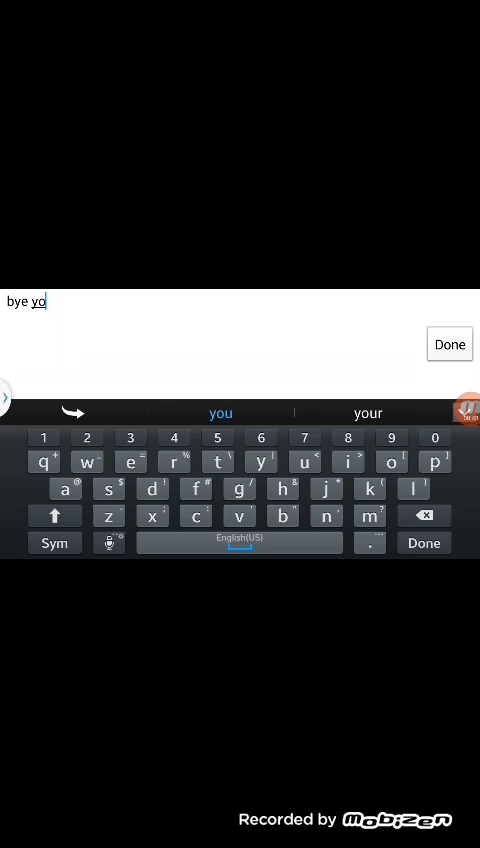 bye yo
Done
you your
1 2 3 4 5 6 7 8 9 0
q + w - e = r % t \ y | u < i > o [ p ]
a @ s $ d ! f # g / h & j * k ( l )
z x c v b " n , m ?
Sym English(US) . Done
Recorded by Mobizen